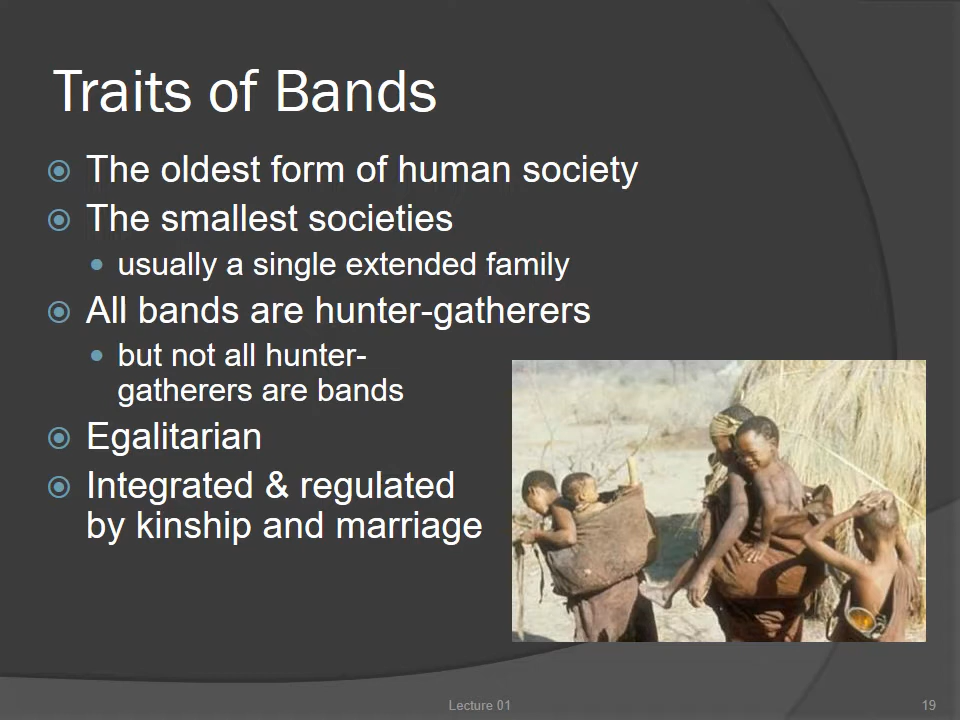 Traits of Bands
The oldest form of human society
The smallest societies
usually a single extended family
All bands are hunter-gatherers
but not all hunter-
gatherers are bands
Egalitarian
Integrated & regulated
by kinship and marriage
Lecture 01
19